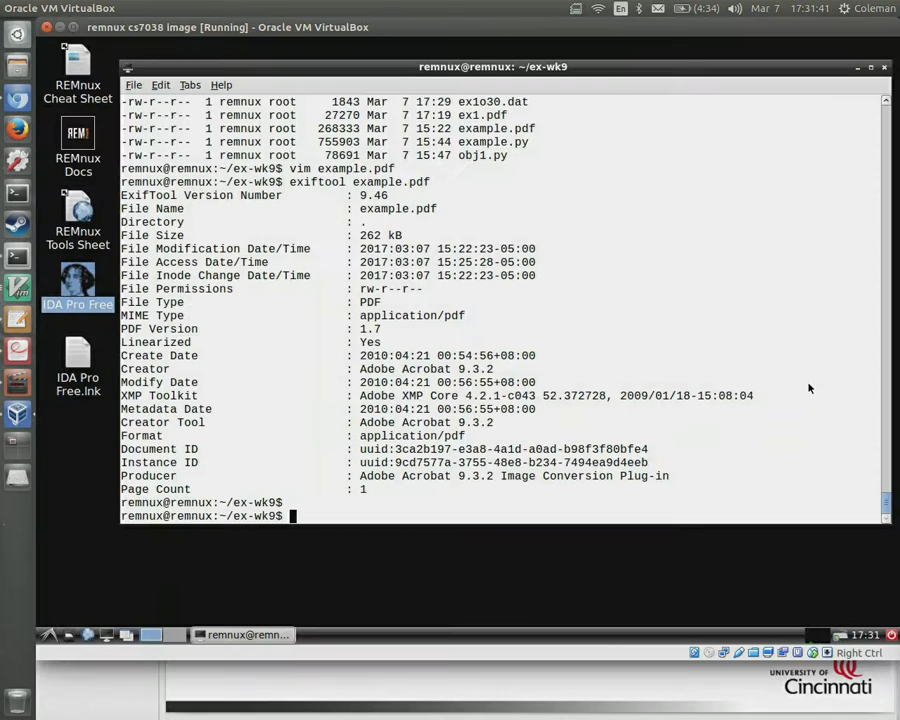 Oracle VM VirtualBox
En
(4:34)
Mar 7 17:31:41
Coleman
remnux cs7038 image [Running] - Oracle VM VirtualBox
REMnux
Cheat Sheet
REM
REMnux
Docs
REMnux
Tools Sheet
IDA Pro Free
IDA Pro
Free.lnk
remnux@remnux: ~/ex-wk9
File Edit Tabs Help
-rw-r--r-- 1 remnux root 1843 Mar 7 17:29 ex1o30.dat
-rw-r--r-- 1 remnux root 27270 Mar 7 17:19 ex1.pdf
-rw-r--r-- 1 remnux root 268333 Mar 7 15:22 example.pdf
-rw-r--r-- 1 remnux root 755903 Mar 7 15:44 example.py
-rw-r--r-- 1 remnux root 78691 Mar 7 15:47 obj1.py
remnux@remnux:~/ex-wk9$ vim example.pdf
remnux@remnux:~/ex-wk9$ exiftool example.pdf
ExifTool Version Number : 9.46
File Name : example.pdf
Directory : .
File Size : 262 kB
File Modification Date/Time : 2017:03:07 15:22:23-05:00
File Access Date/Time : 2017:03:07 15:25:28-05:00
File Inode Change Date/Time : 2017:03:07 15:22:23-05:00
File Permissions : rw-r--r--
File Type : PDF
MIME Type : application/pdf
PDF Version : 1.7
Linearized : Yes
Create Date : 2010:04:21 00:54:56+08:00
Creator : Adobe Acrobat 9.3.2
Modify Date : 2010:04:21 00:56:55+08:00
XMP Toolkit : Adobe XMP Core 4.2.1-c043 52.372728, 2009/01/18-15:08:04
Metadata Date : 2010:04:21 00:56:55+08:00
Creator Tool : Adobe Acrobat 9.3.2
Format : application/pdf
Document ID : uuid:3ca2b197-e3a8-4a1d-a0ad-b98f3f80bfe4
Instance ID : uuid:9cd7577a-3755-48e8-b234-7494ea9d4eeb
Producer : Adobe Acrobat 9.3.2 Image Conversion Plug-in
Page Count : 1
remnux@remnux:~/ex-wk9$
remnux@remnux:~/ex-wk9$
remnux@remn...
17:31
Right Ctrl
UNIVERSITY OF
Cincinnati